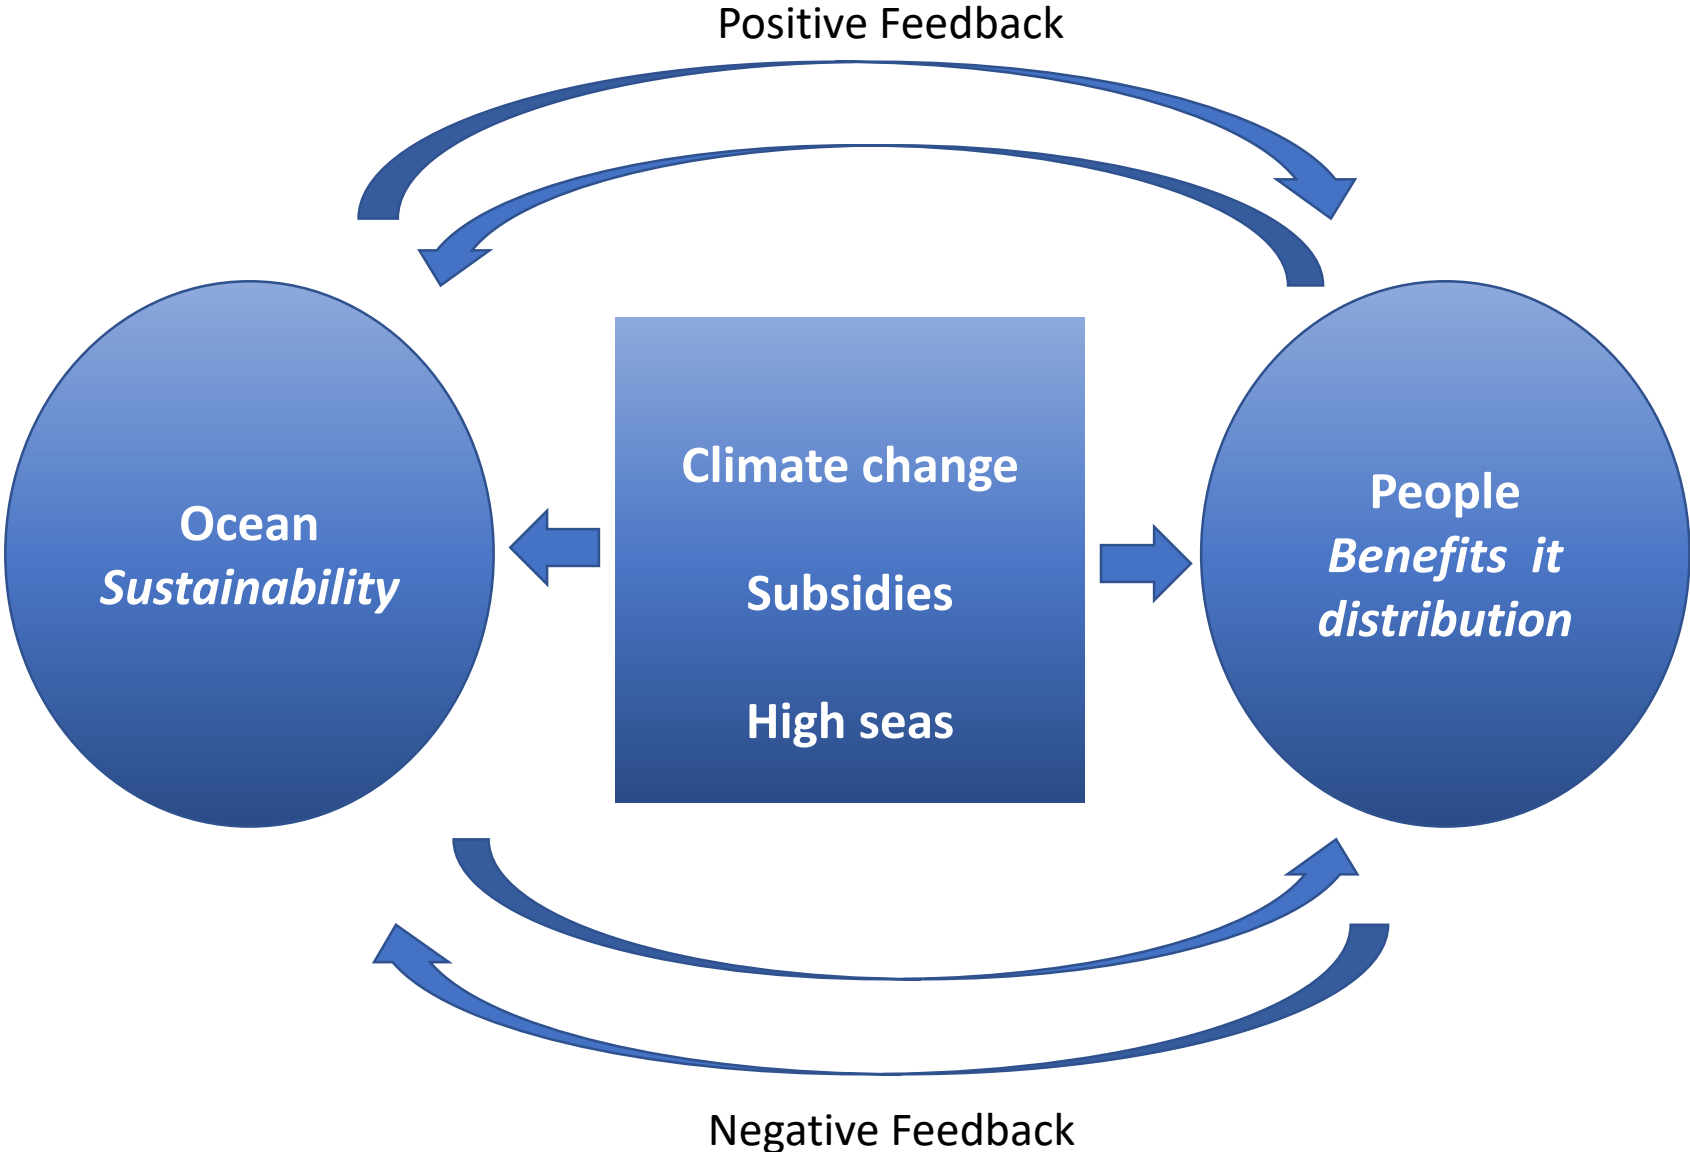 Positive Feedback
Ocean
Sustainability
Climate change
Subsidies
High seas
People
Benefits it
distribution
Negative Feedback